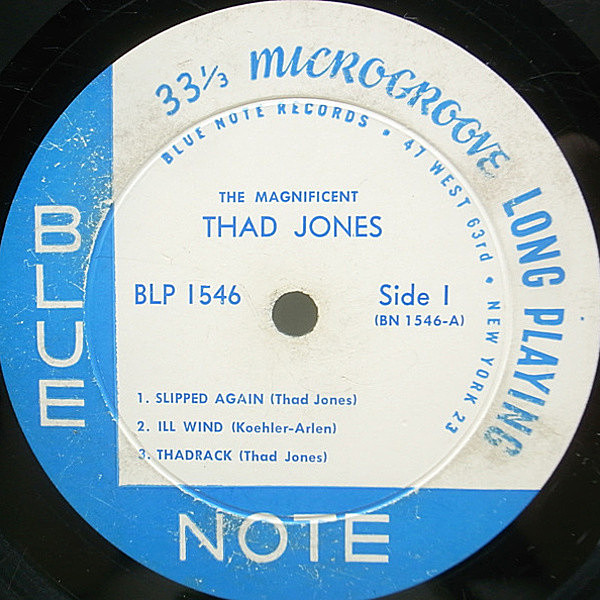 33⅓ MICROGROOVE LONG PLAYING
BLUE NOTE RECORDS • 47 WEST 63rd • NEW YORK 23
THE MAGNIFICENT
THAD JONES
BLP 1546
Side 1
(BN 1546-A)
1. SLIPPED AGAIN (Thad Jones)
2. ILL WIND (Koehler-Arlen)
3. THADRACK (Thad Jones)
BLUE
NOTE